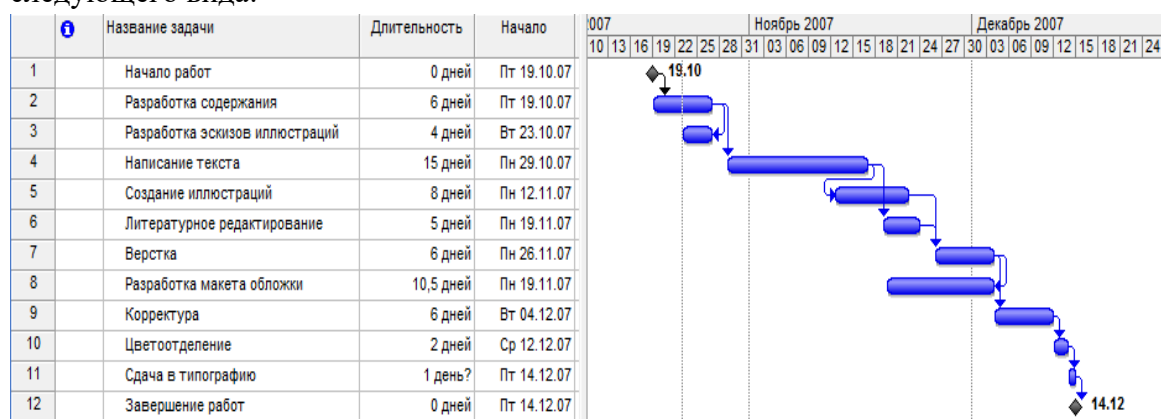 следующего вида.
Название задачи Длительность Начало 2007 Ноябрь 2007 Декабрь 2007
10 13 16 19 22 25 28 31 03 06 09 12 15 18 21 24 27 30 03 06 09 12 15 18 21 24
1 Начало работ 0 дней Пт 19.10.07 19.10
2 Разработка содержания 6 дней Пт 19.10.07
3 Разработка эскизов иллюстраций 4 дней Вт 23.10.07
4 Написание текста 15 дней Пн 29.10.07
5 Создание иллюстраций 8 дней Пн 12.11.07
6 Литературное редактирование 5 дней Пн 19.11.07
7 Верстка 6 дней Пн 26.11.07
8 Разработка макета обложки 10,5 дней Пн 19.11.07
9 Корректура 6 дней Вт 04.12.07
10 Цветоотделение 2 дней Ср 12.12.07
11 Сдача в типографию 1 день? Пт 14.12.07
12 Завершение работ 0 дней Пт 14.12.07 14.12